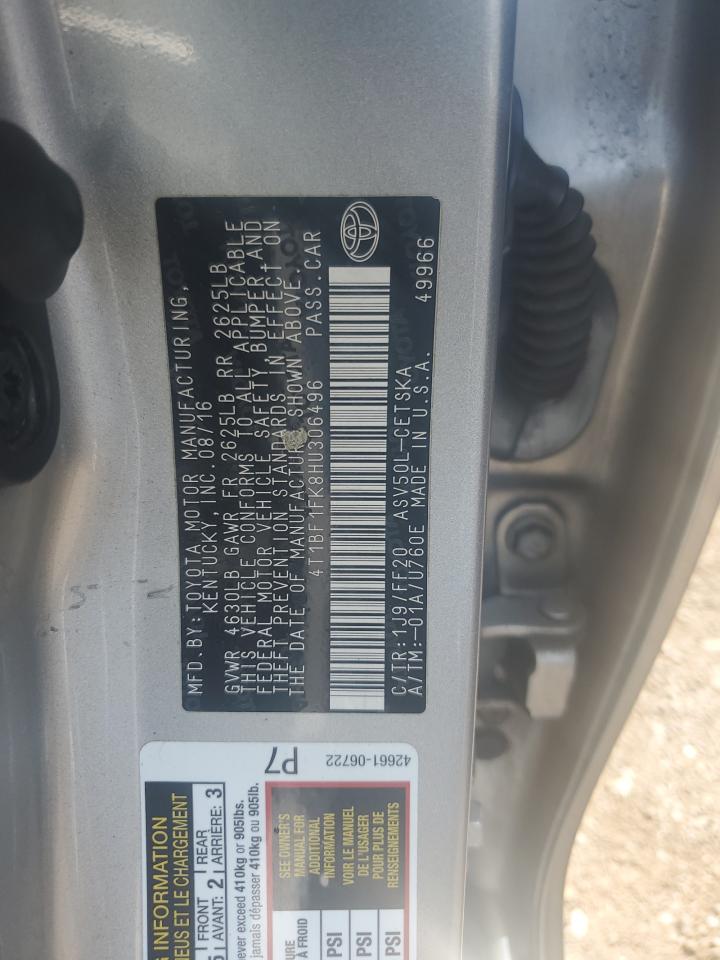 MFD. BY: TOYOTA MOTOR MANUFACTURING,
KENTUCKY, INC. 08/16
GVWR 4630LB GAWR FR 2625LB RR 2625LB
THIS VEHICLE CONFORMS TO ALL APPLICABLE
FEDERAL MOTOR VEHICLE SAFETY, BUMPER, AND
THEFT PREVENTION STANDARDS IN EFFECT ON
THE DATE OF MANUFACTURE SHOWN ABOVE.
4T1BF1FK8HU306496 PASS. CAR
C/TR: 1J9/FF20 ASV50L-CETSKA
A/TM: -01A/U760E MADE IN U.S.A. 49966
G INFORMATION
NEUS ET LE CHARGEMENT
5 FRONT 2 REAR 3
AVANT: ARRIÈRE:
never exceed 410kg or 905lbs.
jamais dépasser 410kg ou 905lb.
P7
42661-06722
SEE OWNER'S
MANUAL FOR
ADDITIONAL
INFORMATION
VOIR LE MANUEL
DE L'USAGER
POUR PLUS DE
RENSEIGNEMENTS
URE
À FROID
PSI
PSI
PSI